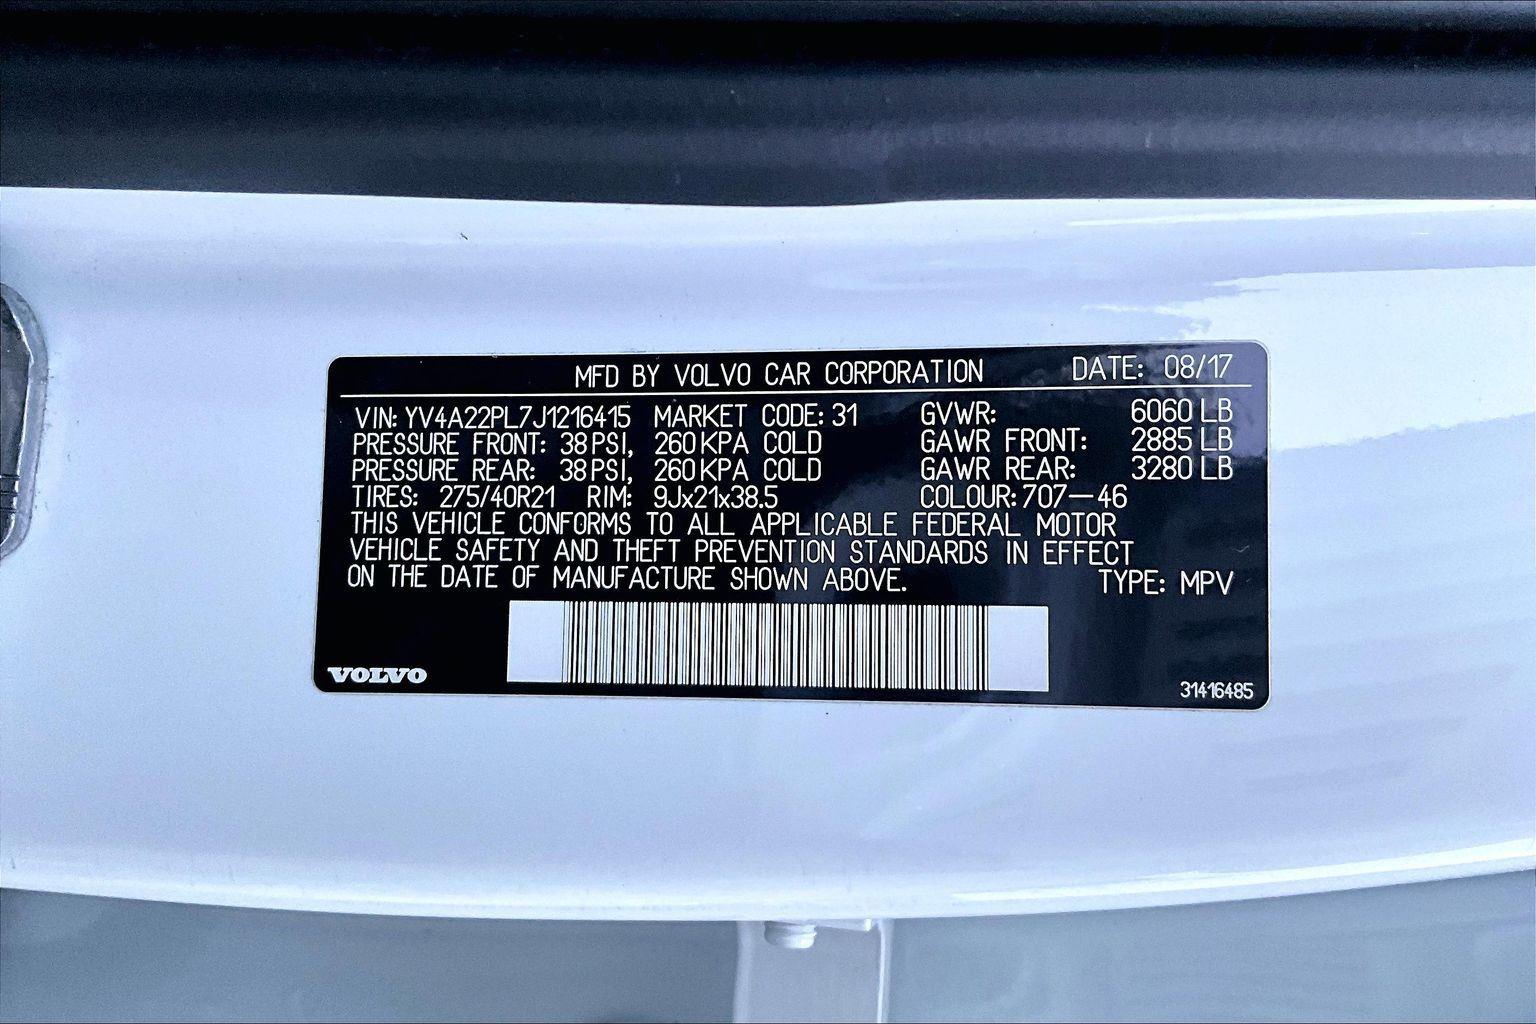 MFD BY VOLVO CAR CORPORATION DATE: 08/17
VIN: YV4A22PL7J1216415 MARKET CODE: 31 GVWR: 6060 LB
PRESSURE FRONT: 38 PSI, 260 KPA COLD GAWR FRONT: 2885 LB
PRESSURE REAR: 38 PSI, 260 KPA COLD GAWR REAR: 3280 LB
TIRES: 275/40R21 RIM: 9Jx21x38.5 COLOUR: 707-46
THIS VEHICLE CONFORMS TO ALL APPLICABLE FEDERAL MOTOR
VEHICLE SAFETY AND THEFT PREVENTION STANDARDS IN EFFECT
ON THE DATE OF MANUFACTURE SHOWN ABOVE. TYPE: MPV
VOLVO 31416485